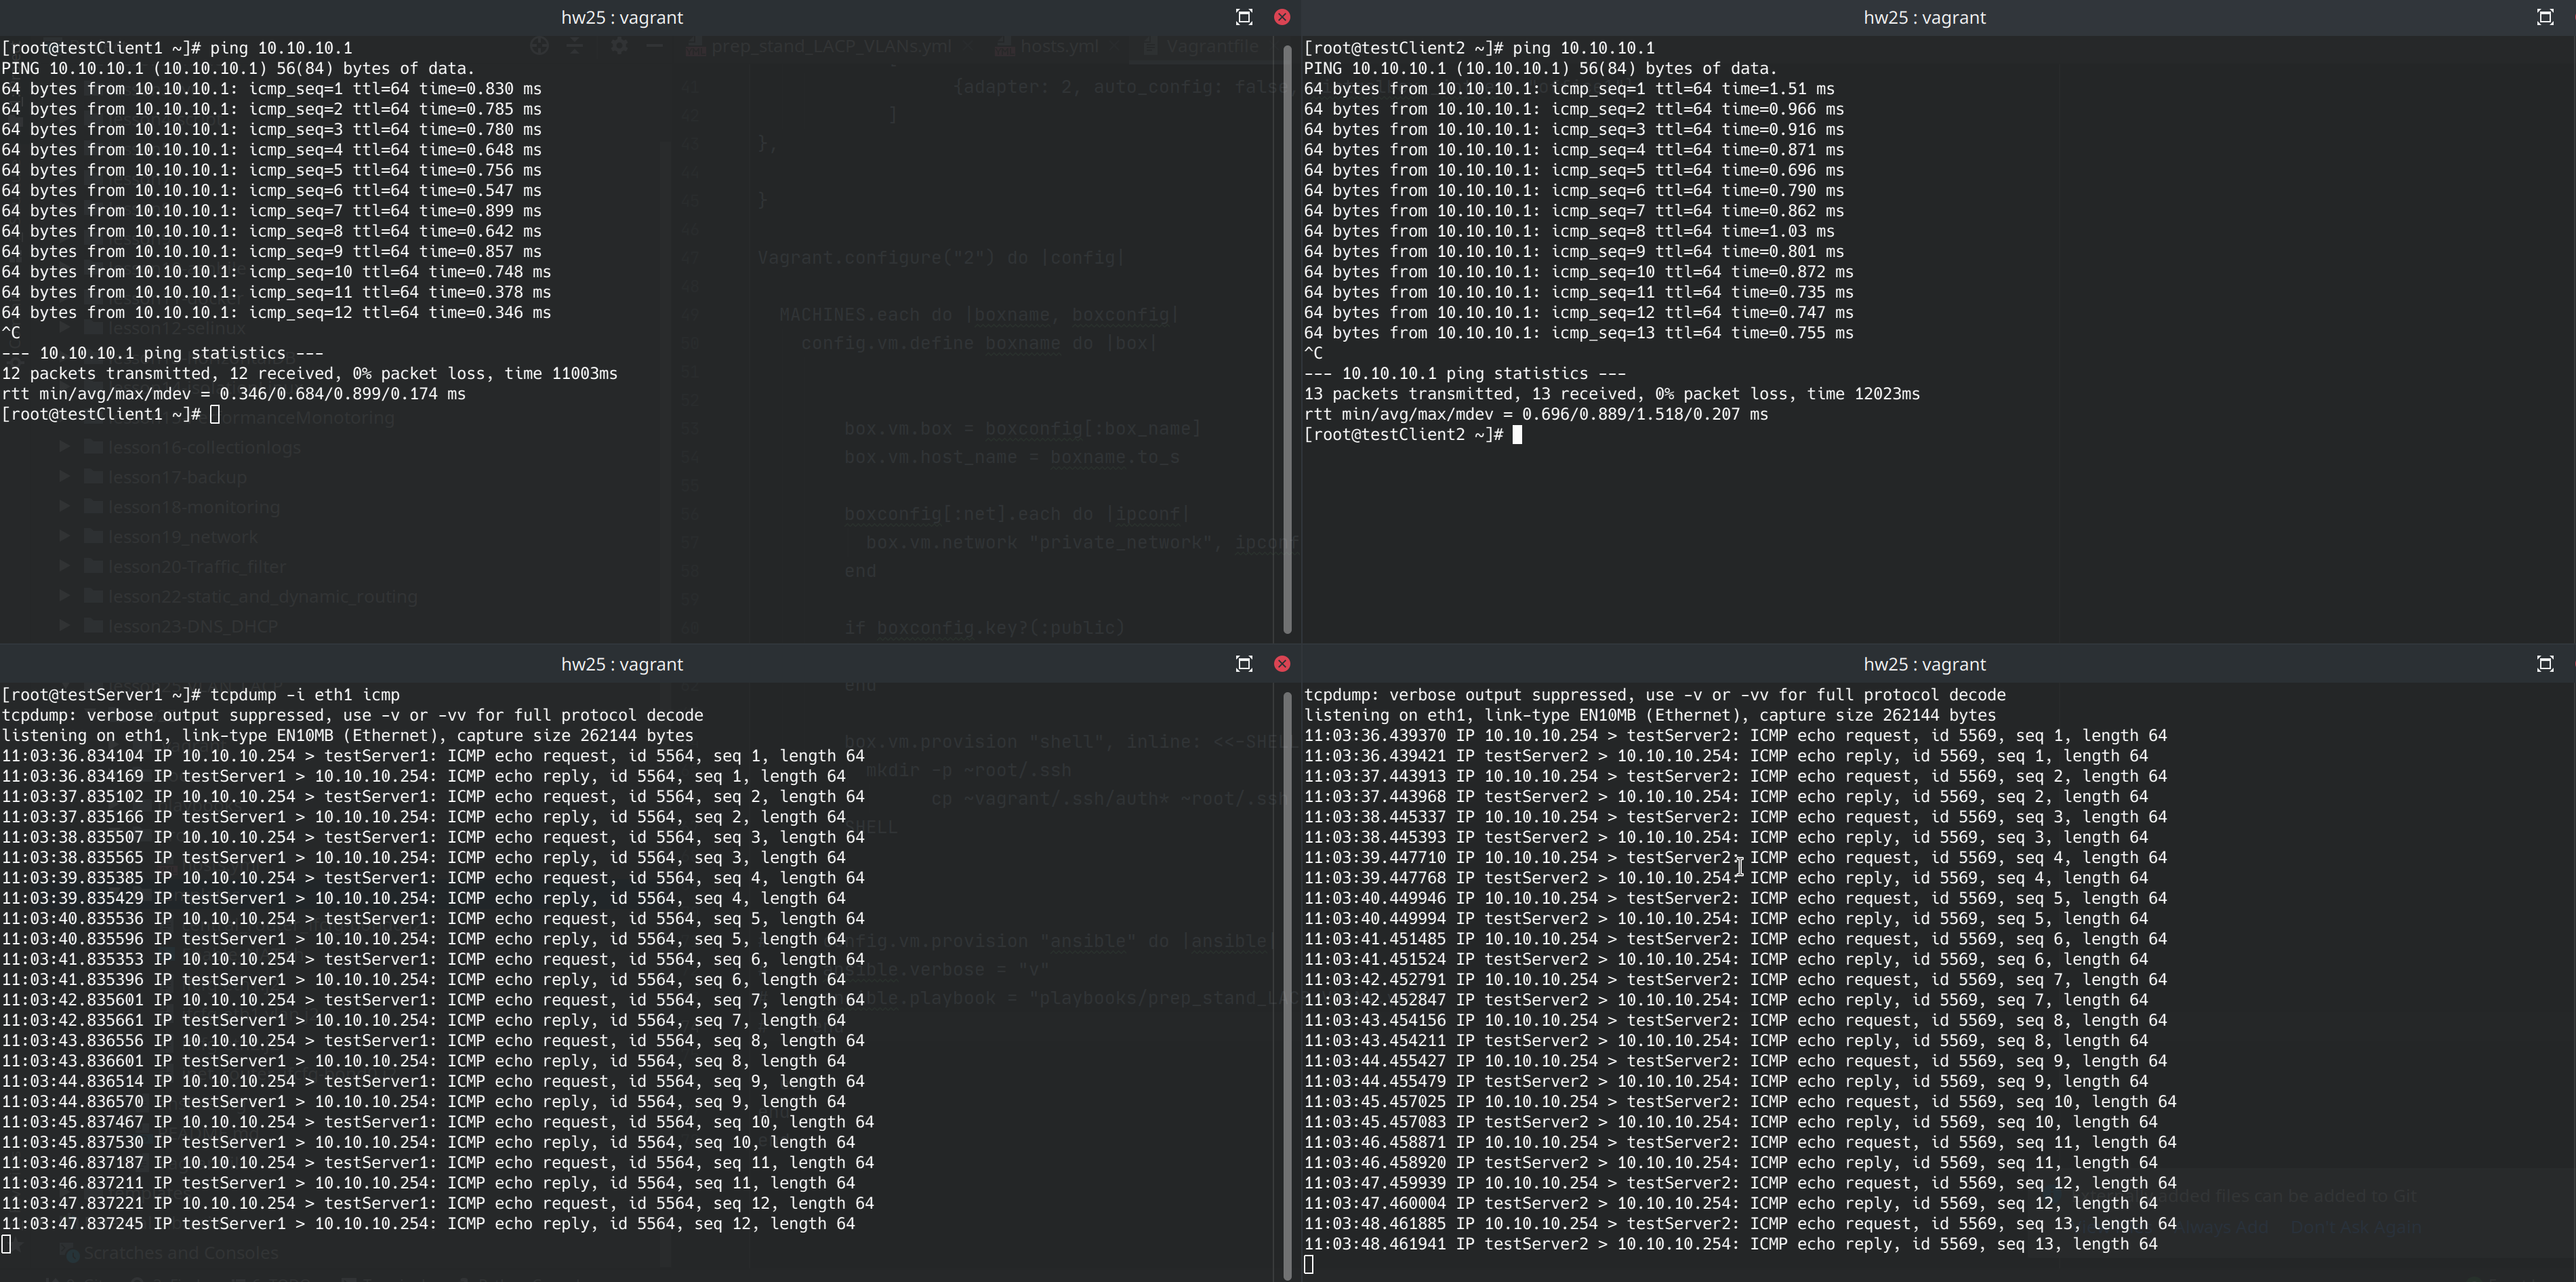 hw25 : vagrant
[root@testClient1 ~]# ping 10.10.10.1
PING 10.10.10.1 (10.10.10.1) 56(84) bytes of data.
64 bytes from 10.10.10.1: icmp_seq=1 ttl=64 time=0.830 ms
64 bytes from 10.10.10.1: icmp_seq=2 ttl=64 time=0.785 ms
64 bytes from 10.10.10.1: icmp_seq=3 ttl=64 time=0.780 ms
64 bytes from 10.10.10.1: icmp_seq=4 ttl=64 time=0.648 ms
64 bytes from 10.10.10.1: icmp_seq=5 ttl=64 time=0.756 ms
64 bytes from 10.10.10.1: icmp_seq=6 ttl=64 time=0.547 ms
64 bytes from 10.10.10.1: icmp_seq=7 ttl=64 time=0.899 ms
64 bytes from 10.10.10.1: icmp_seq=8 ttl=64 time=0.642 ms
64 bytes from 10.10.10.1: icmp_seq=9 ttl=64 time=0.857 ms
64 bytes from 10.10.10.1: icmp_seq=10 ttl=64 time=0.748 ms
64 bytes from 10.10.10.1: icmp_seq=11 ttl=64 time=0.378 ms
64 bytes from 10.10.10.1: icmp_seq=12 ttl=64 time=0.346 ms
^C
--- 10.10.10.1 ping statistics ---
12 packets transmitted, 12 received, 0% packet loss, time 11003ms
rtt min/avg/max/mdev = 0.346/0.684/0.899/0.174 ms
[root@testClient1 ~]#
hw25 : vagrant
[root@testClient2 ~]# ping 10.10.10.1
PING 10.10.10.1 (10.10.10.1) 56(84) bytes of data.
64 bytes from 10.10.10.1: icmp_seq=1 ttl=64 time=1.51 ms
64 bytes from 10.10.10.1: icmp_seq=2 ttl=64 time=0.966 ms
64 bytes from 10.10.10.1: icmp_seq=3 ttl=64 time=0.916 ms
64 bytes from 10.10.10.1: icmp_seq=4 ttl=64 time=0.871 ms
64 bytes from 10.10.10.1: icmp_seq=5 ttl=64 time=0.696 ms
64 bytes from 10.10.10.1: icmp_seq=6 ttl=64 time=0.790 ms
64 bytes from 10.10.10.1: icmp_seq=7 ttl=64 time=0.862 ms
64 bytes from 10.10.10.1: icmp_seq=8 ttl=64 time=1.03 ms
64 bytes from 10.10.10.1: icmp_seq=9 ttl=64 time=0.801 ms
64 bytes from 10.10.10.1: icmp_seq=10 ttl=64 time=0.872 ms
64 bytes from 10.10.10.1: icmp_seq=11 ttl=64 time=0.735 ms
64 bytes from 10.10.10.1: icmp_seq=12 ttl=64 time=0.747 ms
64 bytes from 10.10.10.1: icmp_seq=13 ttl=64 time=0.755 ms
^C
--- 10.10.10.1 ping statistics ---
13 packets transmitted, 13 received, 0% packet loss, time 12023ms
rtt min/avg/max/mdev = 0.696/0.889/1.518/0.207 ms
[root@testClient2 ~]#
hw25 : vagrant
[root@testServer1 ~]# tcpdump -i eth1 icmp
tcpdump: verbose output suppressed, use -v or -vv for full protocol decode
listening on eth1, link-type EN10MB (Ethernet), capture size 262144 bytes
11:03:36.834104 IP 10.10.10.254 > testServer1: ICMP echo request, id 5564, seq 1, length 64
11:03:36.834169 IP testServer1 > 10.10.10.254: ICMP echo reply, id 5564, seq 1, length 64
11:03:37.835102 IP 10.10.10.254 > testServer1: ICMP echo request, id 5564, seq 2, length 64
11:03:37.835166 IP testServer1 > 10.10.10.254: ICMP echo reply, id 5564, seq 2, length 64
11:03:38.835507 IP 10.10.10.254 > testServer1: ICMP echo request, id 5564, seq 3, length 64
11:03:38.835565 IP testServer1 > 10.10.10.254: ICMP echo reply, id 5564, seq 3, length 64
11:03:39.835385 IP 10.10.10.254 > testServer1: ICMP echo request, id 5564, seq 4, length 64
11:03:39.835429 IP testServer1 > 10.10.10.254: ICMP echo reply, id 5564, seq 4, length 64
11:03:40.835536 IP 10.10.10.254 > testServer1: ICMP echo request, id 5564, seq 5, length 64
11:03:40.835596 IP testServer1 > 10.10.10.254: ICMP echo reply, id 5564, seq 5, length 64
11:03:41.835353 IP 10.10.10.254 > testServer1: ICMP echo request, id 5564, seq 6, length 64
11:03:41.835396 IP testServer1 > 10.10.10.254: ICMP echo reply, id 5564, seq 6, length 64
11:03:42.835601 IP 10.10.10.254 > testServer1: ICMP echo request, id 5564, seq 7, length 64
11:03:42.835661 IP testServer1 > 10.10.10.254: ICMP echo reply, id 5564, seq 7, length 64
11:03:43.836556 IP 10.10.10.254 > testServer1: ICMP echo request, id 5564, seq 8, length 64
11:03:43.836601 IP testServer1 > 10.10.10.254: ICMP echo reply, id 5564, seq 8, length 64
11:03:44.836514 IP 10.10.10.254 > testServer1: ICMP echo request, id 5564, seq 9, length 64
11:03:44.836570 IP testServer1 > 10.10.10.254: ICMP echo reply, id 5564, seq 9, length 64
11:03:45.837467 IP 10.10.10.254 > testServer1: ICMP echo request, id 5564, seq 10, length 64
11:03:45.837530 IP testServer1 > 10.10.10.254: ICMP echo reply, id 5564, seq 10, length 64
11:03:46.837187 IP 10.10.10.254 > testServer1: ICMP echo request, id 5564, seq 11, length 64
11:03:46.837211 IP testServer1 > 10.10.10.254: ICMP echo reply, id 5564, seq 11, length 64
11:03:47.837221 IP 10.10.10.254 > testServer1: ICMP echo request, id 5564, seq 12, length 64
11:03:47.837245 IP testServer1 > 10.10.10.254: ICMP echo reply, id 5564, seq 12, length 64
hw25 : vagrant
tcpdump: verbose output suppressed, use -v or -vv for full protocol decode
listening on eth1, link-type EN10MB (Ethernet), capture size 262144 bytes
11:03:36.439370 IP 10.10.10.254 > testServer2: ICMP echo request, id 5569, seq 1, length 64
11:03:36.439421 IP testServer2 > 10.10.10.254: ICMP echo reply, id 5569, seq 1, length 64
11:03:37.443913 IP 10.10.10.254 > testServer2: ICMP echo request, id 5569, seq 2, length 64
11:03:37.443968 IP testServer2 > 10.10.10.254: ICMP echo reply, id 5569, seq 2, length 64
11:03:38.445337 IP 10.10.10.254 > testServer2: ICMP echo request, id 5569, seq 3, length 64
11:03:38.445393 IP testServer2 > 10.10.10.254: ICMP echo reply, id 5569, seq 3, length 64
11:03:39.447710 IP 10.10.10.254 > testServer2: ICMP echo request, id 5569, seq 4, length 64
11:03:39.447768 IP testServer2 > 10.10.10.254: ICMP echo reply, id 5569, seq 4, length 64
11:03:40.449946 IP 10.10.10.254 > testServer2: ICMP echo request, id 5569, seq 5, length 64
11:03:40.449994 IP testServer2 > 10.10.10.254: ICMP echo reply, id 5569, seq 5, length 64
11:03:41.451485 IP 10.10.10.254 > testServer2: ICMP echo request, id 5569, seq 6, length 64
11:03:41.451524 IP testServer2 > 10.10.10.254: ICMP echo reply, id 5569, seq 6, length 64
11:03:42.452791 IP 10.10.10.254 > testServer2: ICMP echo request, id 5569, seq 7, length 64
11:03:42.452847 IP testServer2 > 10.10.10.254: ICMP echo reply, id 5569, seq 7, length 64
11:03:43.454156 IP 10.10.10.254 > testServer2: ICMP echo request, id 5569, seq 8, length 64
11:03:43.454211 IP testServer2 > 10.10.10.254: ICMP echo reply, id 5569, seq 8, length 64
11:03:44.455427 IP 10.10.10.254 > testServer2: ICMP echo request, id 5569, seq 9, length 64
11:03:44.455479 IP testServer2 > 10.10.10.254: ICMP echo reply, id 5569, seq 9, length 64
11:03:45.457025 IP 10.10.10.254 > testServer2: ICMP echo request, id 5569, seq 10, length 64
11:03:45.457083 IP testServer2 > 10.10.10.254: ICMP echo reply, id 5569, seq 10, length 64
11:03:46.458871 IP 10.10.10.254 > testServer2: ICMP echo request, id 5569, seq 11, length 64
11:03:46.458920 IP testServer2 > 10.10.10.254: ICMP echo reply, id 5569, seq 11, length 64
11:03:47.459939 IP 10.10.10.254 > testServer2: ICMP echo request, id 5569, seq 12, length 64
11:03:47.460004 IP testServer2 > 10.10.10.254: ICMP echo reply, id 5569, seq 12, length 64
11:03:48.461885 IP 10.10.10.254 > testServer2: ICMP echo request, id 5569, seq 13, length 64
11:03:48.461941 IP testServer2 > 10.10.10.254: ICMP echo reply, id 5569, seq 13, length 64